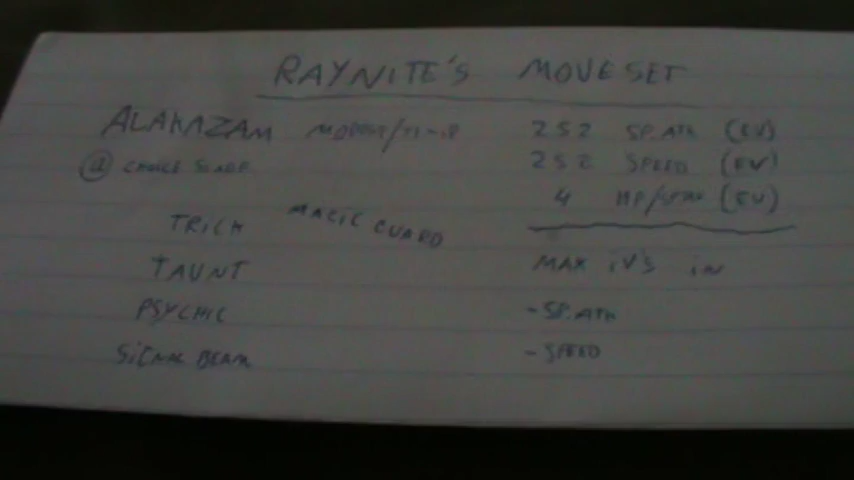 RAYNITE'S MOVESET
ALAKAZAM MODEST/
@ CHOICE SCARF
MAGIC GUARD
TRICK
TAUNT
PSYCHIC
SIGNAL BEAM
252 SP.ATK (EV)
252 SPEED (EV)
4 HP/ (EV)
MAX iV'S in
- SP.ATK
- SPEED